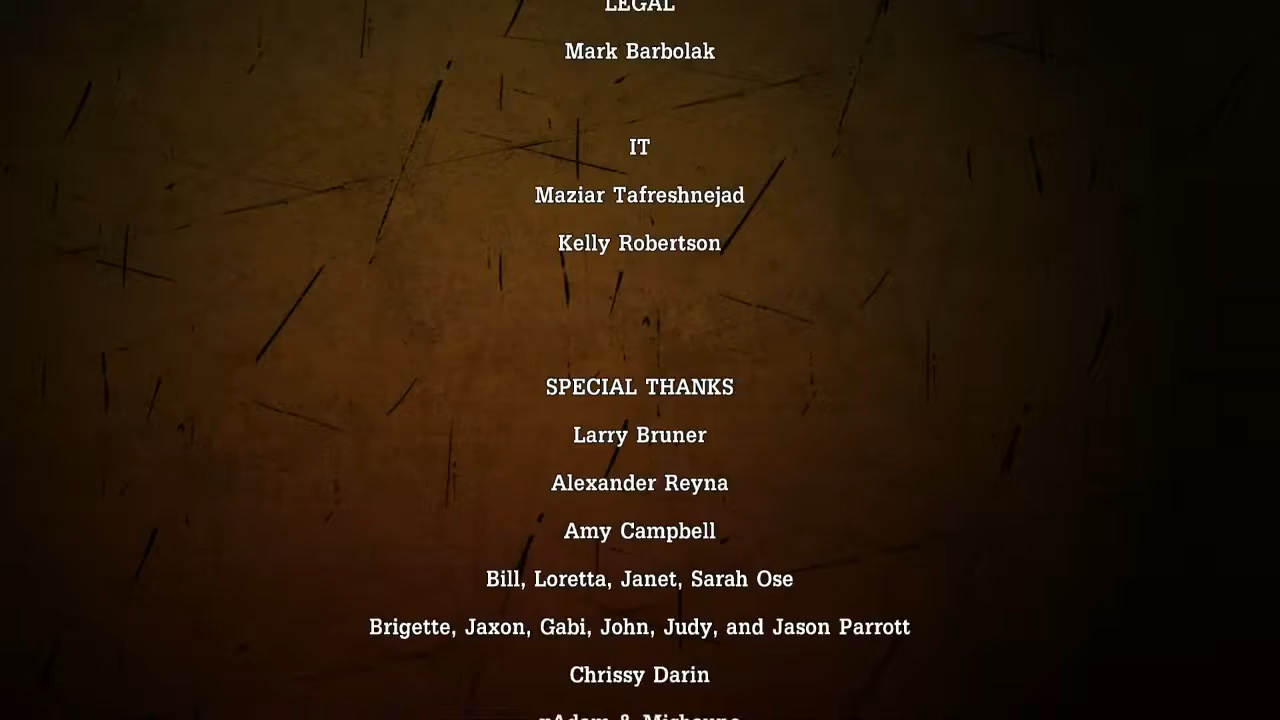 LEGAL
Mark Barbolak
IT
Maziar Tafreshnejad
Kelly Robertson
SPECIAL THANKS
Larry Bruner
Alexander Reyna
Amy Campbell
Bill, Loretta, Janet, Sarah Ose
Brigette, Jaxon, Gabi, John, Judy, and Jason Parrott
Chrissy Darin